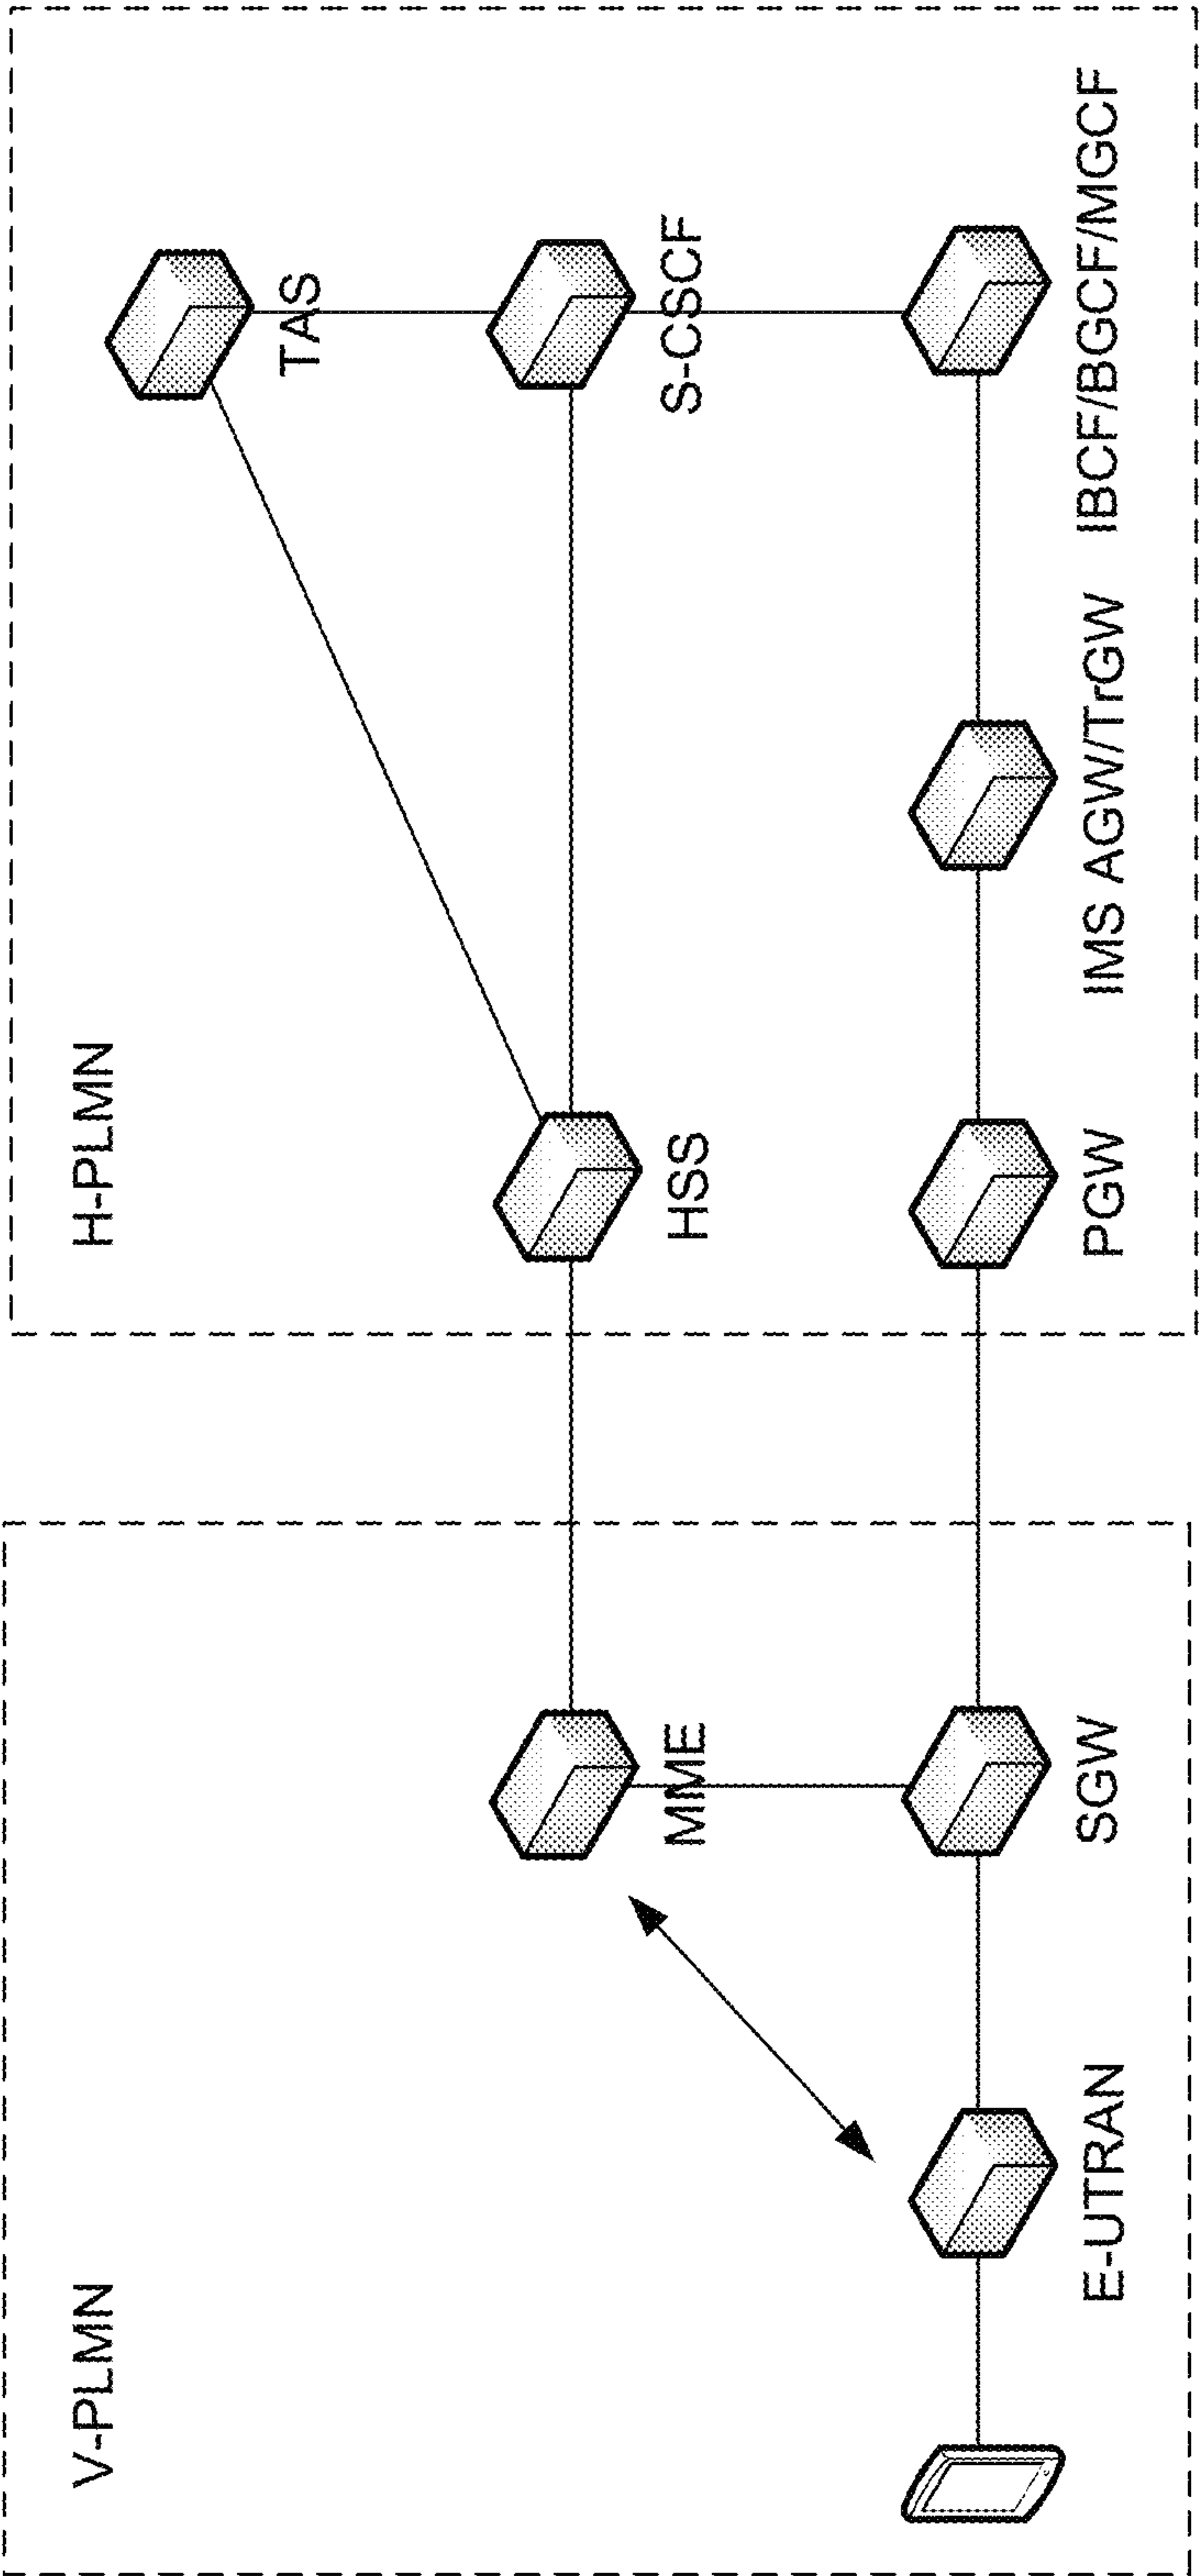 V-PLMN
H-PLMN
TAS
MME
HSS
S-CSCF
E-UTRAN
SGW
PGW
IMS AGW/TrGW
IBCF/BGCF/MGCF